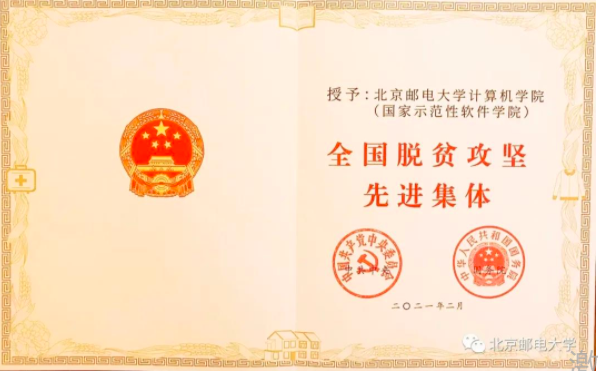 授予:北京邮电大学计算机学院
(国家示范性软件学院)
全国脱贫攻坚
先进集体
中国共产党中央委员会
中华人民共和国国务院
二〇二一年二月
北京邮电大学